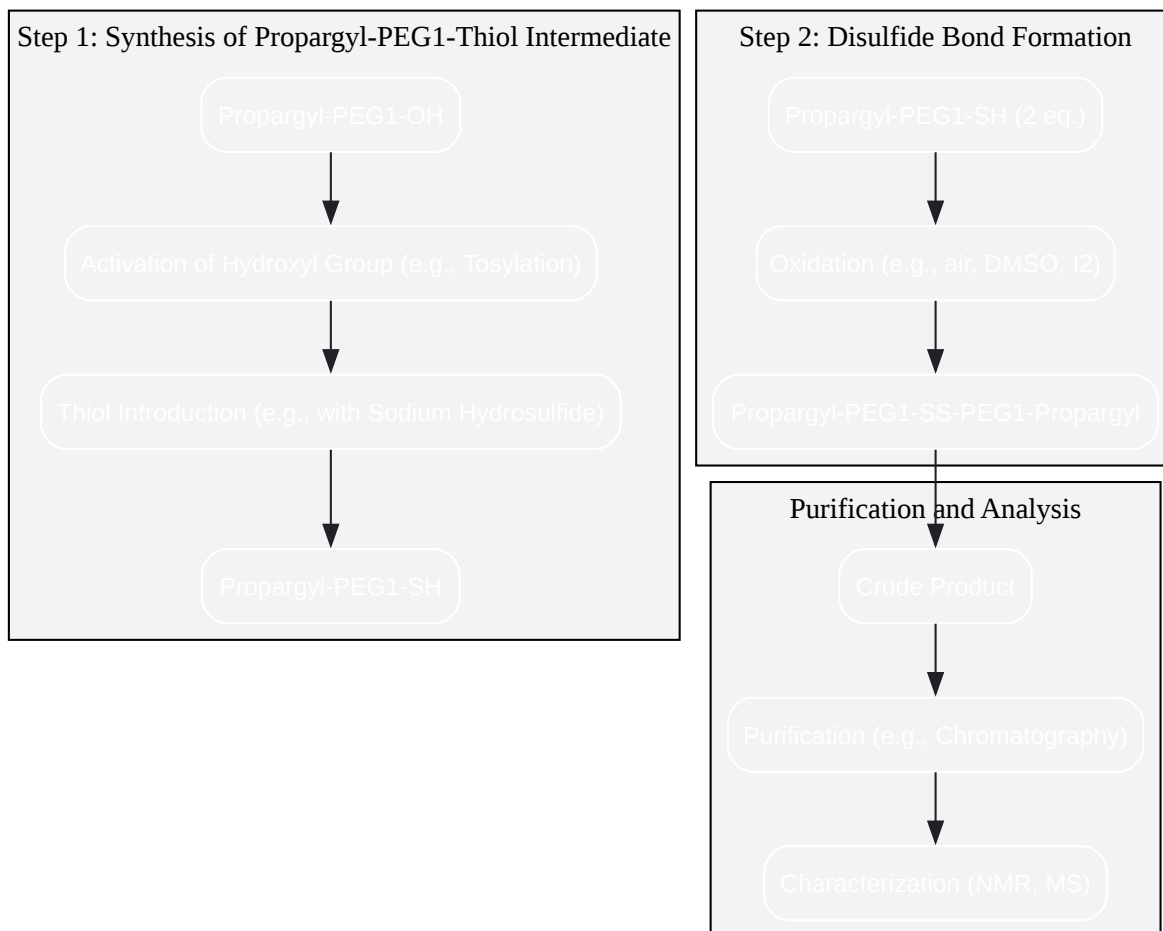 Step 1: Synthesis of Propargyl-PEG1-Thiol Intermediate
Propargyl-PEG1-OH
Activation of Hydroxyl Group (e.g., Tosylation)
Thiol Introduction (e.g., with Sodium Hydrosulfide)
Propargyl-PEG1-SH
Step 2: Disulfide Bond Formation
Propargyl-PEG1-SH (2 eq.)
Oxidation (e.g., air, DMSO, I2)
Propargyl-PEG1-SS-PEG1-Propargyl
Purification and Analysis
Crude Product
Purification (e.g., Chromatography)
Characterization (NMR, MS)